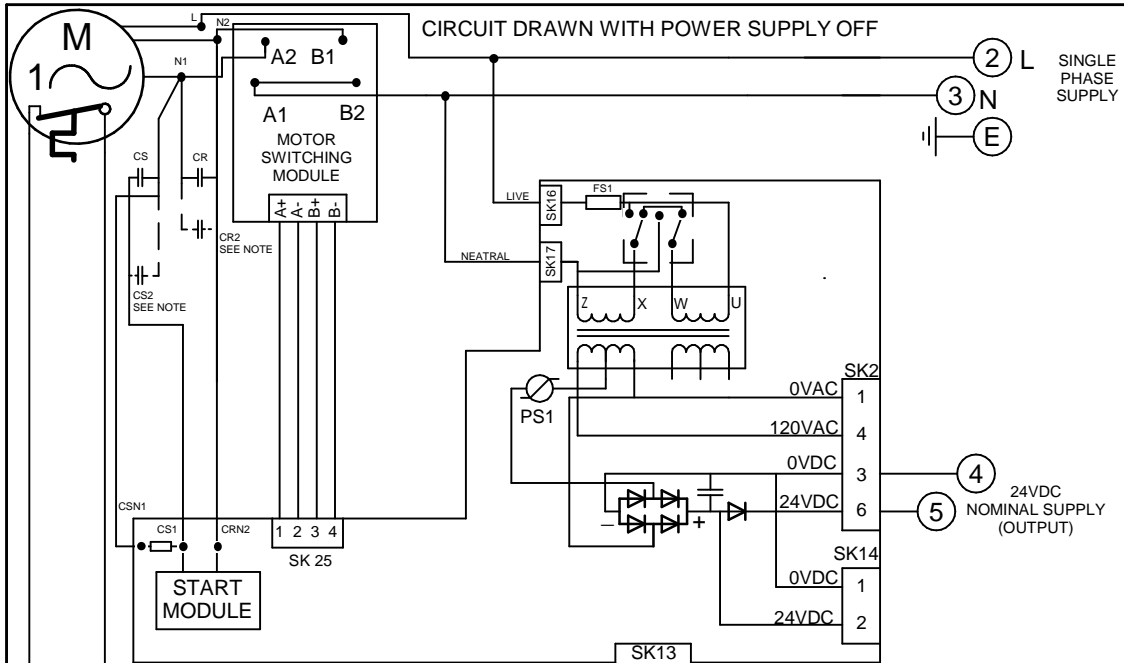 CIRCUIT DRAWN WITH POWER SUPPLY OFF
L
N2
M
1
N1
A2 B1
A1 B2
MOTOR
SWITCHING
MODULE
A+ A- B+ B-
2 L
3 N
E
SINGLE
PHASE
SUPPLY
CS
CR
CR2
SEE NOTE
CS2
SEE NOTE
LIVE
SK16
FS1
NEATRAL
SK17
Z X W U
PS1
SK2
0VAC 1
120VAC 4
0VDC 3
24VDC 6
4
5
24VDC
NOMINAL SUPPLY
(OUTPUT)
– +
SK14
0VDC 1
24VDC 2
CSN1
CS1
CRN2
1 2 3 4
SK 25
START
MODULE
SK13